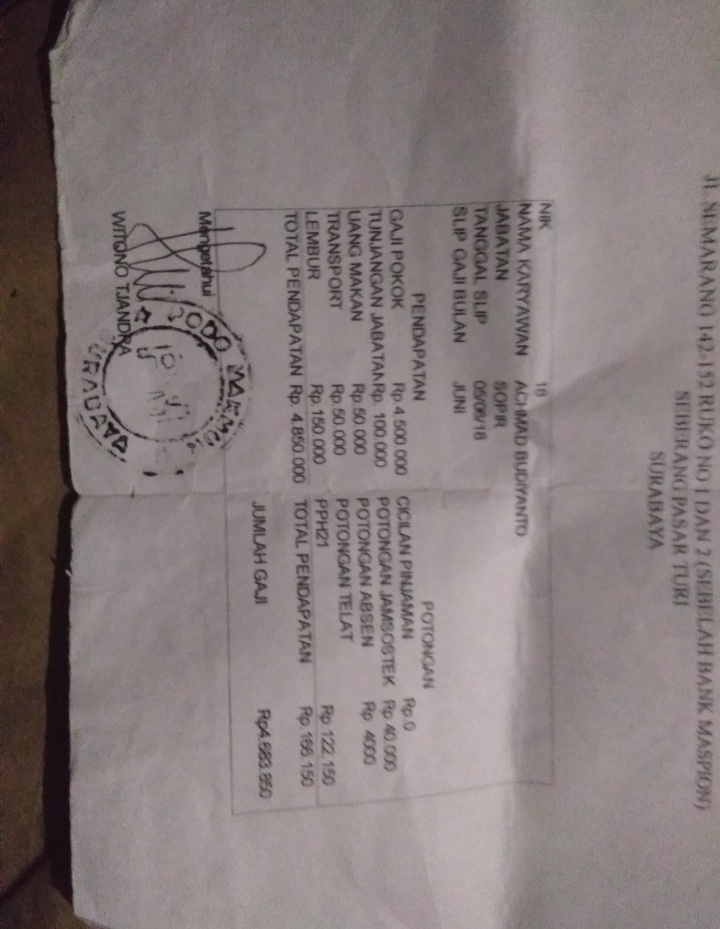 JL. SEMARANG 142-152 RUKO NO 1 DAN 2 (SEBELAH BANK MASPION)
SEBERANG PASAR TURI
SURABAYA
NIK 18
NAMA KARYAWAN ACHMAD BUDIYANTO
JABATAN SOPIR
TANGGAL SLIP 06/06/18
SLIP GAJI BULAN JUNI
PENDAPATAN POTONGAN
GAJI POKOK Rp 4.500.000 CICILAN PINJAMAN Rp 0
TUNJANGAN JABATAN Rp. 100.000 POTONGAN JAMSOSTEK Rp 40.000
UANG MAKAN Rp 50.000 POTONGAN ABSEN Rp 4000
TRANSPORT Rp 50.000 POTONGAN TELAT
LEMBUR Rp.150.000 PPH21 Rp 122.150
TOTAL PENDAPATAN Rp. 4.850.000 TOTAL PENDAPATAN Rp. 166.150
JUMLAH GAJI Rp4.683.850
Mengetahui
WITONO TJANDRA